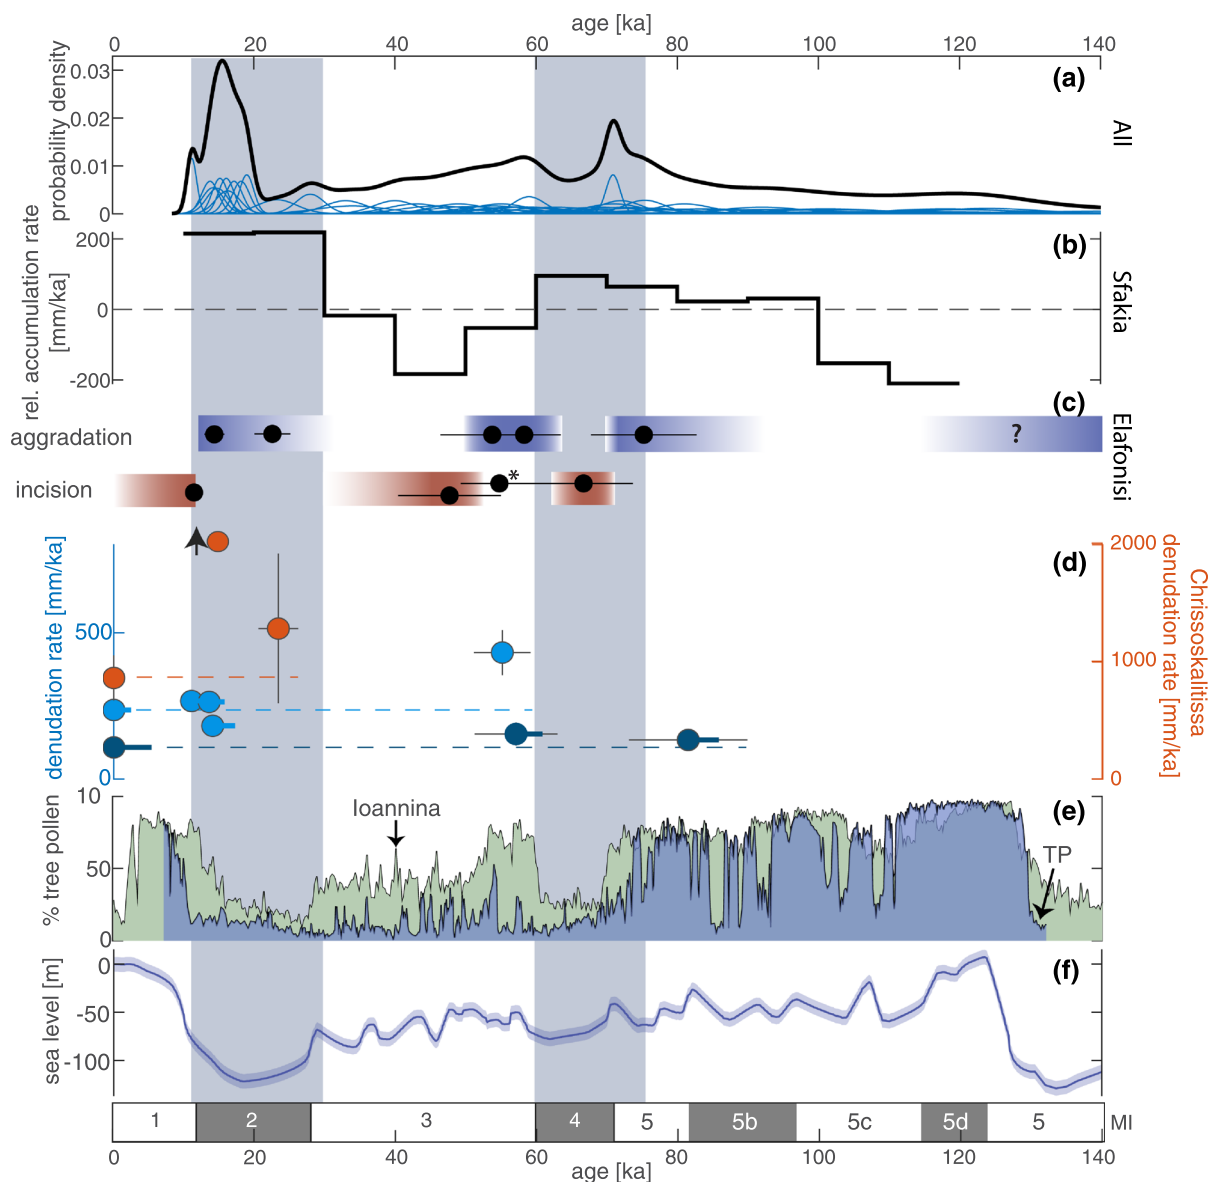 age [ka]
0 20 40 60 80 100 120 140
probability density
0.03
0.02
0.01
0
(a)
All
rel. accumulation rate
[mm/ka]
200
0
-200
(b)
Sfakia
(c)
aggradation
?
incision
*
Elafonisi
denudation rate [mm/ka]
500
0
(d)
2000
1000
0
Chrissoskalitissa
denudation rate [mm/ka]
% tree pollen
10
50
0
Ioannina
(e)
TP
sea level [m]
0
-50
-100
(f)
1 2 3 4 5 5b 5c 5d 5 MI
0 20 40 60 80 100 120 140
age [ka]